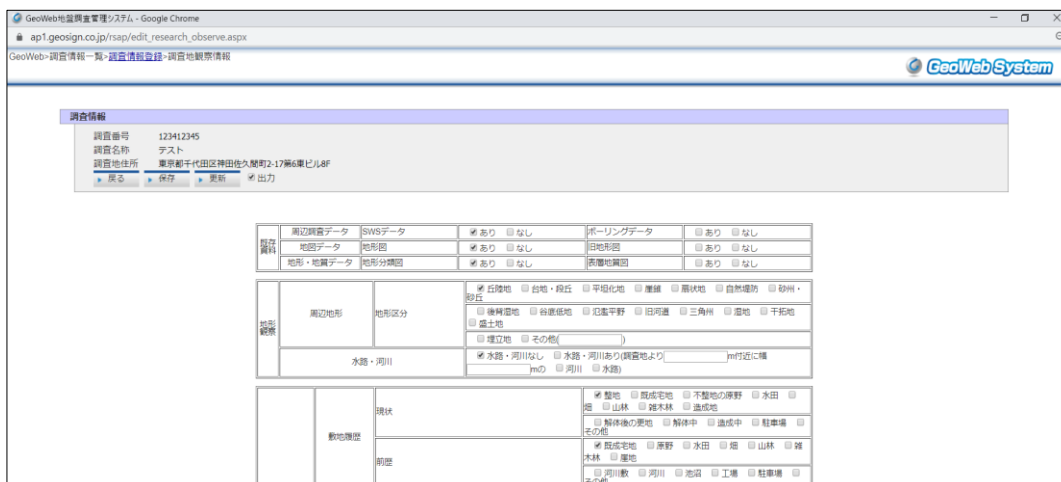 GeoWeb地盤調査管理システム - Google Chrome
ap1.geosign.co.jp/rsap/edit_research_observe.aspx
GeoWeb>調査情報一覧>調査情報登録>調査地観察情報
GeoWeb System
調査情報
調査番号 123412345
調査名称 テスト
調査地住所 東京都千代田区神田佐久間町2-17第6東ビル8F
戻る 保存 更新 出力
既存資料
周辺調査データ SWSデータ あり なし ボーリングデータ あり なし
地図データ 地形図 あり なし 旧地形図 あり なし
地形・地質データ 地形分類図 あり なし 表層地質図 あり なし
地形観察
周辺地形 地形区分
丘陵地 台地・段丘 平坦化地 崖錐 扇状地 自然堤防 砂州・
砂丘
後背湿地 谷底低地 氾濫平野 旧河道 三角州 湿地 干拓地
盛土地
埋立地 その他( )
水路・河川
水路・河川なし 水路・河川あり(調査地より m付近に幅
mの 河川 水路)
敷地履歴
現状
整地 既成宅地 不整地の原野 水田
畑 山林 雑木林 造成地
解体後の更地 解体中 造成中 駐車場
その他
前歴
既成宅地 原野 水田 畑 山林 雑
木林 崖地
河川敷 河川 池沼 工場 駐車場
その他